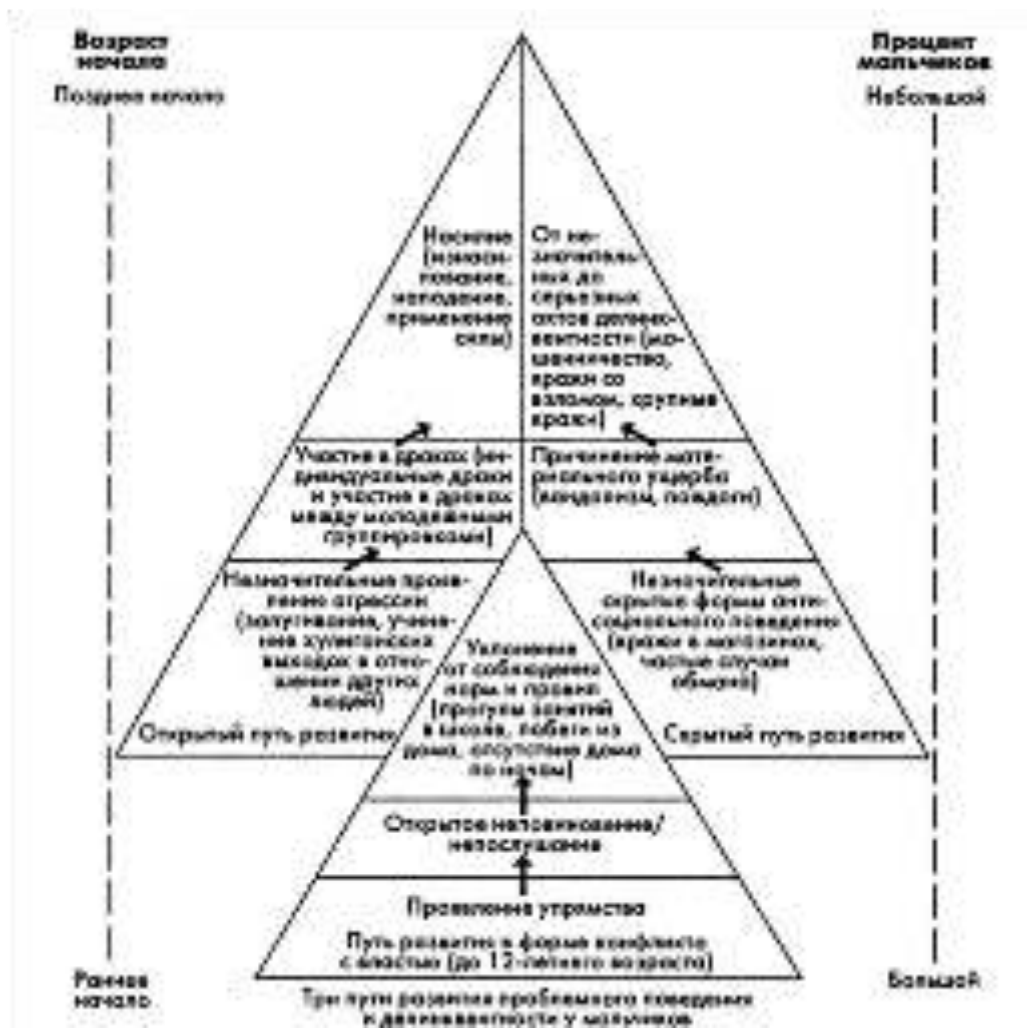 Возраст
начала
Позднее начало
Процент
мальчиков
Небольшой
Насилие
(изнаси-
лование,
нападение,
применение
силы)
От не-
значитель-
ных до
серьезных
актов делинк-
вентности (мо-
шенничество,
кражи со
взломом, крупные
кражи)
Участие в драках (ин-
дивидуальные драки
и участие в драках
между молодежными
группировками)
Причинение мате-
риального ущерба
(вандализм, поджоги)
Незначительные прояв-
ления агрессии
(запугивание, учине-
ние хулиганских
выходок в отно-
шении других
людей)
Открытый путь развития
Уклонение
от соблюдения
норм и правил
(прогулы занятий
в школе, побеги из
дома, отсутствие дома
по ночам)
Незначительные
скрытые формы анти-
социального поведения
(кражи в магазинах,
частые случаи
обмана)
Скрытый путь развития
Открытое неповиновение/
непослушание
Проявление упрямства
Путь развития в форме конфликта
с властью (до 12-летнего возраста)
Раннее
начало
Большой
Три пути развития проблемного поведения
и делинквентности у мальчиков